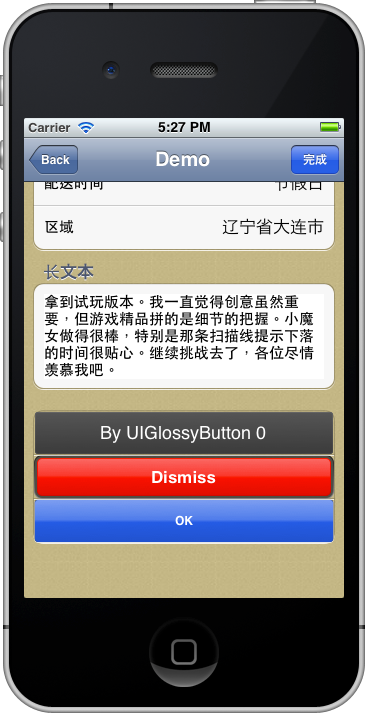 Carrier 5:27 PM
Back Demo 完成
配送时间 节假日
区域 辽宁省大连市
长文本
拿到试玩版本。我一直觉得创意虽然重
要，但游戏精品拼的是细节的把握。小魔
女做得很棒，特别是那条扫描线提示下落
的时间很贴心。继续挑战去了，各位尽情
羡慕我吧。
By UIGlossyButton 0
Dismiss
OK